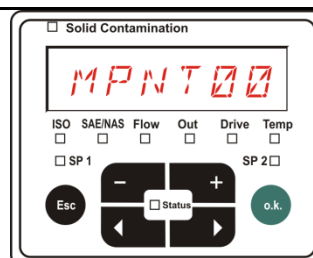 Solid Contamination
MPNT00
ISO SAE/NAS Flow Out Drive Temp
SP 1 SP 2
- +
Esc Status o.k.